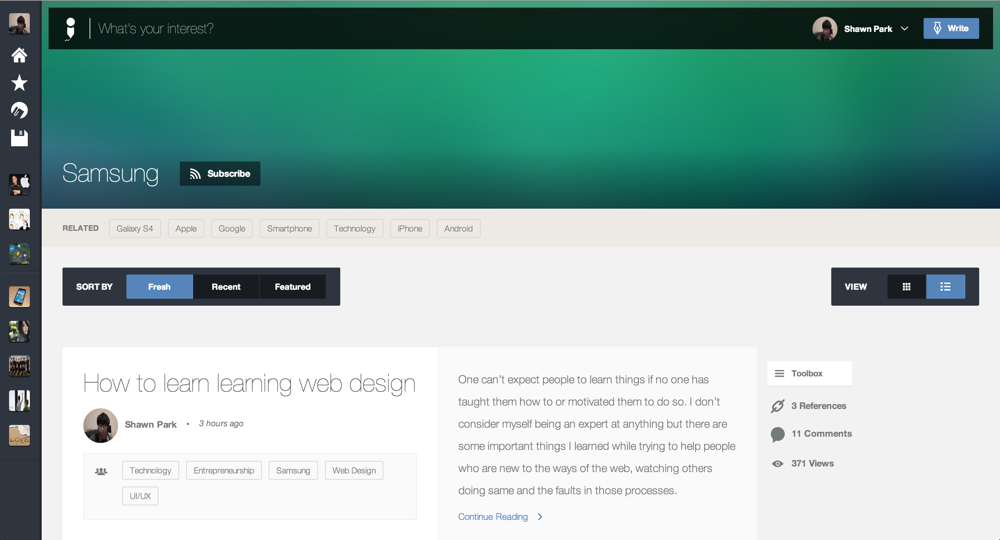 What's your interest?
Shawn Park
Write
Samsung
Subscribe
RELATED
Galaxy S4
Apple
Google
Smartphone
Technology
iPhone
Android
SORT BY
Fresh
Recent
Featured
VIEW
How to learn learning web design
Shawn Park • 3 hours ago
Technology
Entrepreneurship
Samsung
Web Design
UI/UX
One can’t expect people to learn things if no one has
taught them how to or motivated them to do so. I don’t
consider myself being an expert at anything but there are
some important things I learned while trying to help people
who are new to the ways of the web, watching others
doing same and the faults in those processes.
Continue Reading
Toolbox
3 References
11 Comments
371 Views